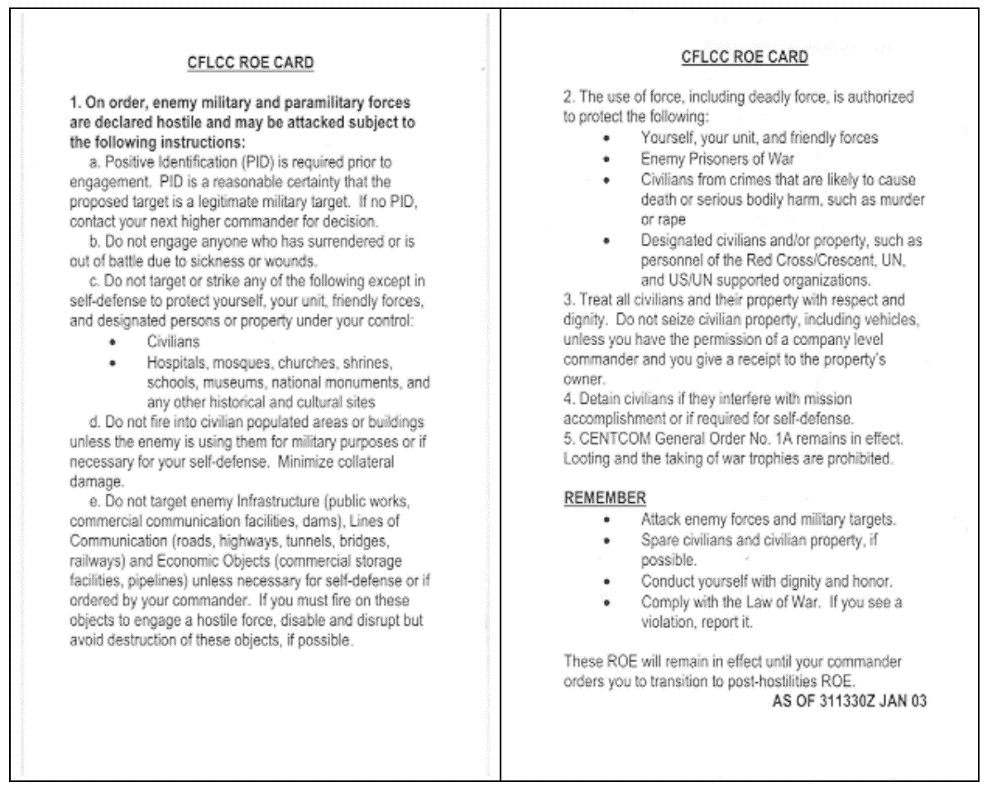 CFLCC ROE CARD
1. On order, enemy military and paramilitary forces
are declared hostile and may be attacked subject to
the following instructions:
a. Positive Identification (PID) is required prior to
engagement. PID is a reasonable certainty that the
proposed target is a legitimate military target. If no PID,
contact your next higher commander for decision.
b. Do not engage anyone who has surrendered or is
out of battle due to sickness or wounds.
c. Do not target or strike any of the following except in
self-defense to protect yourself, your unit, friendly forces,
and designated persons or property under your control:
• Civilians
• Hospitals, mosques, churches, shrines,
schools, museums, national monuments, and
any other historical and cultural sites
d. Do not fire into civilian populated areas or buildings
unless the enemy is using them for military purposes or if
necessary for your self-defense. Minimize collateral
damage.
e. Do not target enemy Infrastructure (public works,
commercial communication facilities, dams), Lines of
Communication (roads, highways, tunnels, bridges,
railways) and Economic Objects (commercial storage
facilities, pipelines) unless necessary for self-defense or if
ordered by your commander. If you must fire on these
objects to engage a hostile force, disable and disrupt but
avoid destruction of these objects, if possible.
CFLCC ROE CARD
2. The use of force, including deadly force, is authorized
to protect the following:
• Yourself, your unit, and friendly forces
• Enemy Prisoners of War
• Civilians from crimes that are likely to cause
death or serious bodily harm, such as murder
or rape
• Designated civilians and/or property, such as
personnel of the Red Cross/Crescent, UN,
and US/UN supported organizations.
3. Treat all civilians and their property with respect and
dignity. Do not seize civilian property, including vehicles,
unless you have the permission of a company level
commander and you give a receipt to the property's
owner.
4. Detain civilians if they interfere with mission
accomplishment or if required for self-defense.
5. CENTCOM General Order No. 1A remains in effect.
Looting and the taking of war trophies are prohibited.
REMEMBER
• Attack enemy forces and military targets.
• Spare civilians and civilian property, if
possible.
• Conduct yourself with dignity and honor.
• Comply with the Law of War. If you see a
violation, report it.
These ROE will remain in effect until your commander
orders you to transition to post-hostilities ROE.
AS OF 311330Z JAN 03